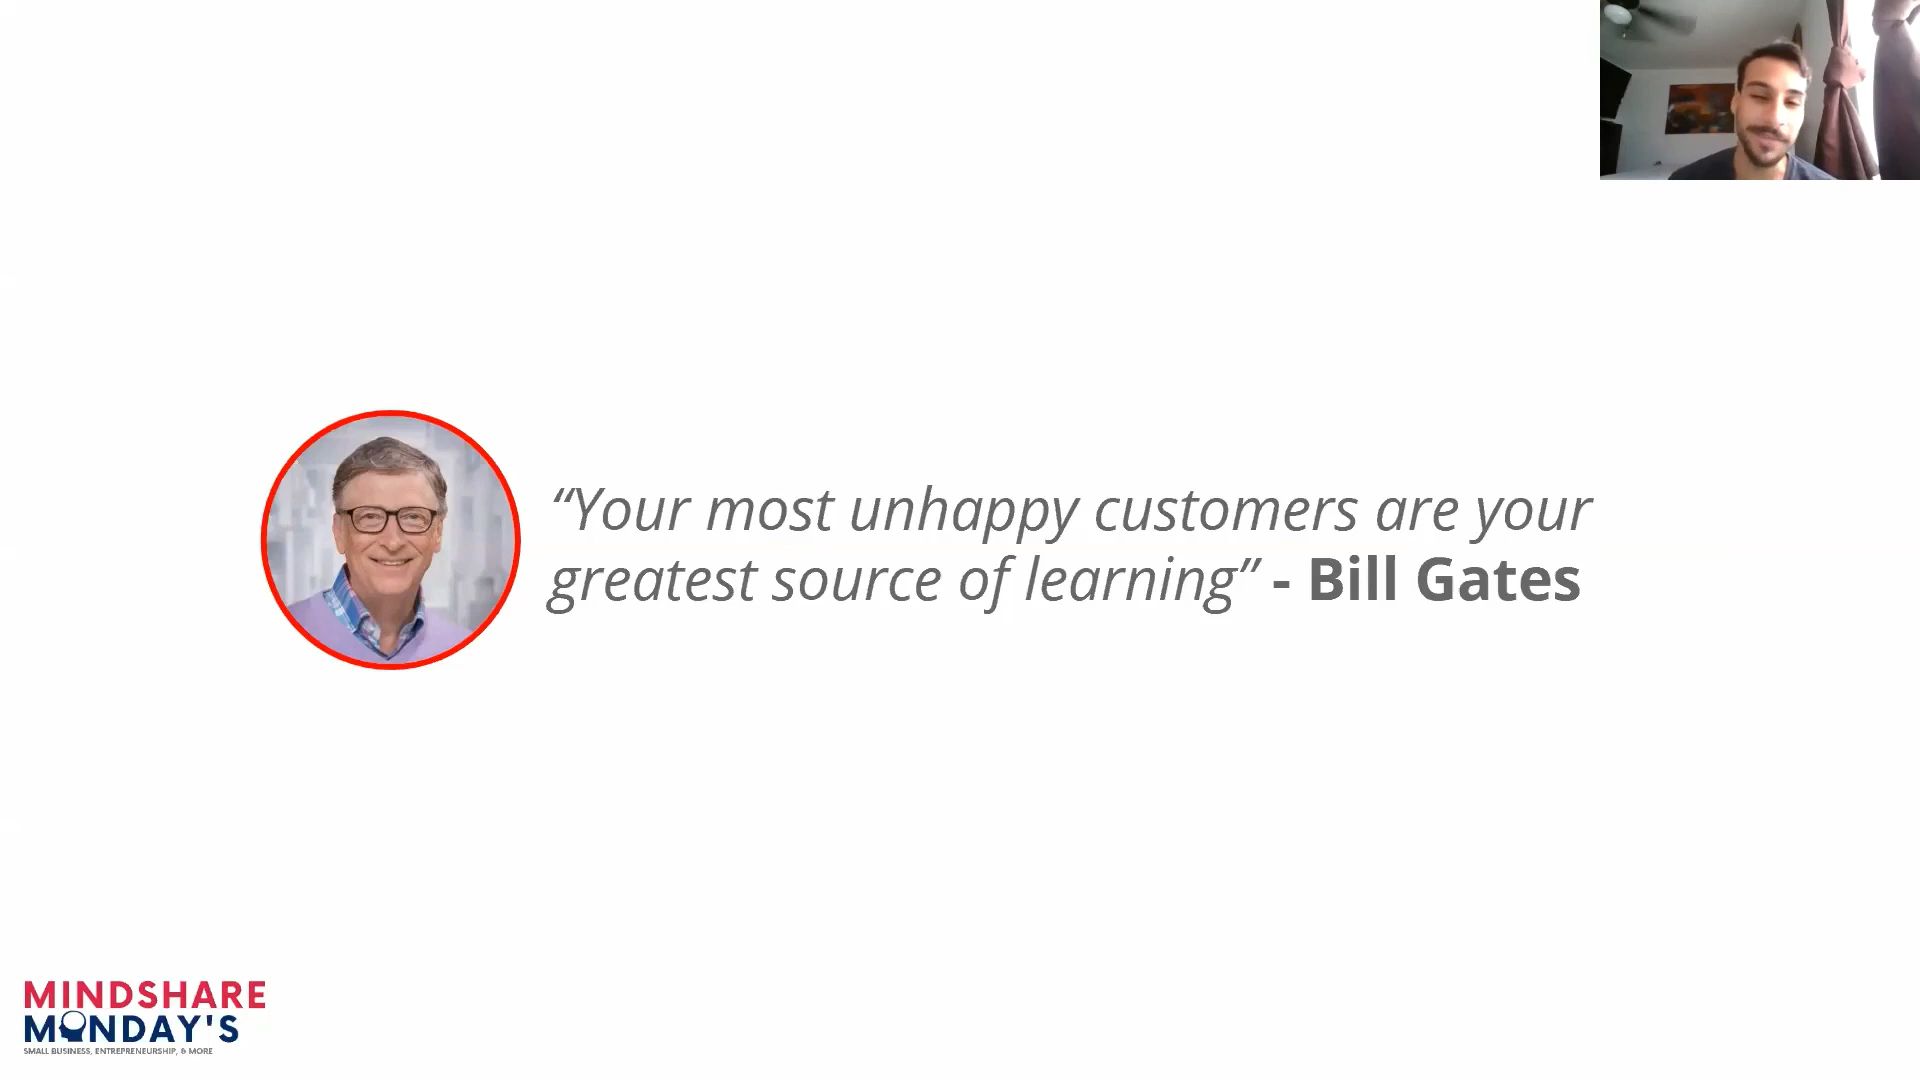 “Your most unhappy customers are your
greatest source of learning” - Bill Gates
MINDSHARE
MONDAY'S
SMALL BUSINESS, ENTREPRENEURSHIP, & MORE